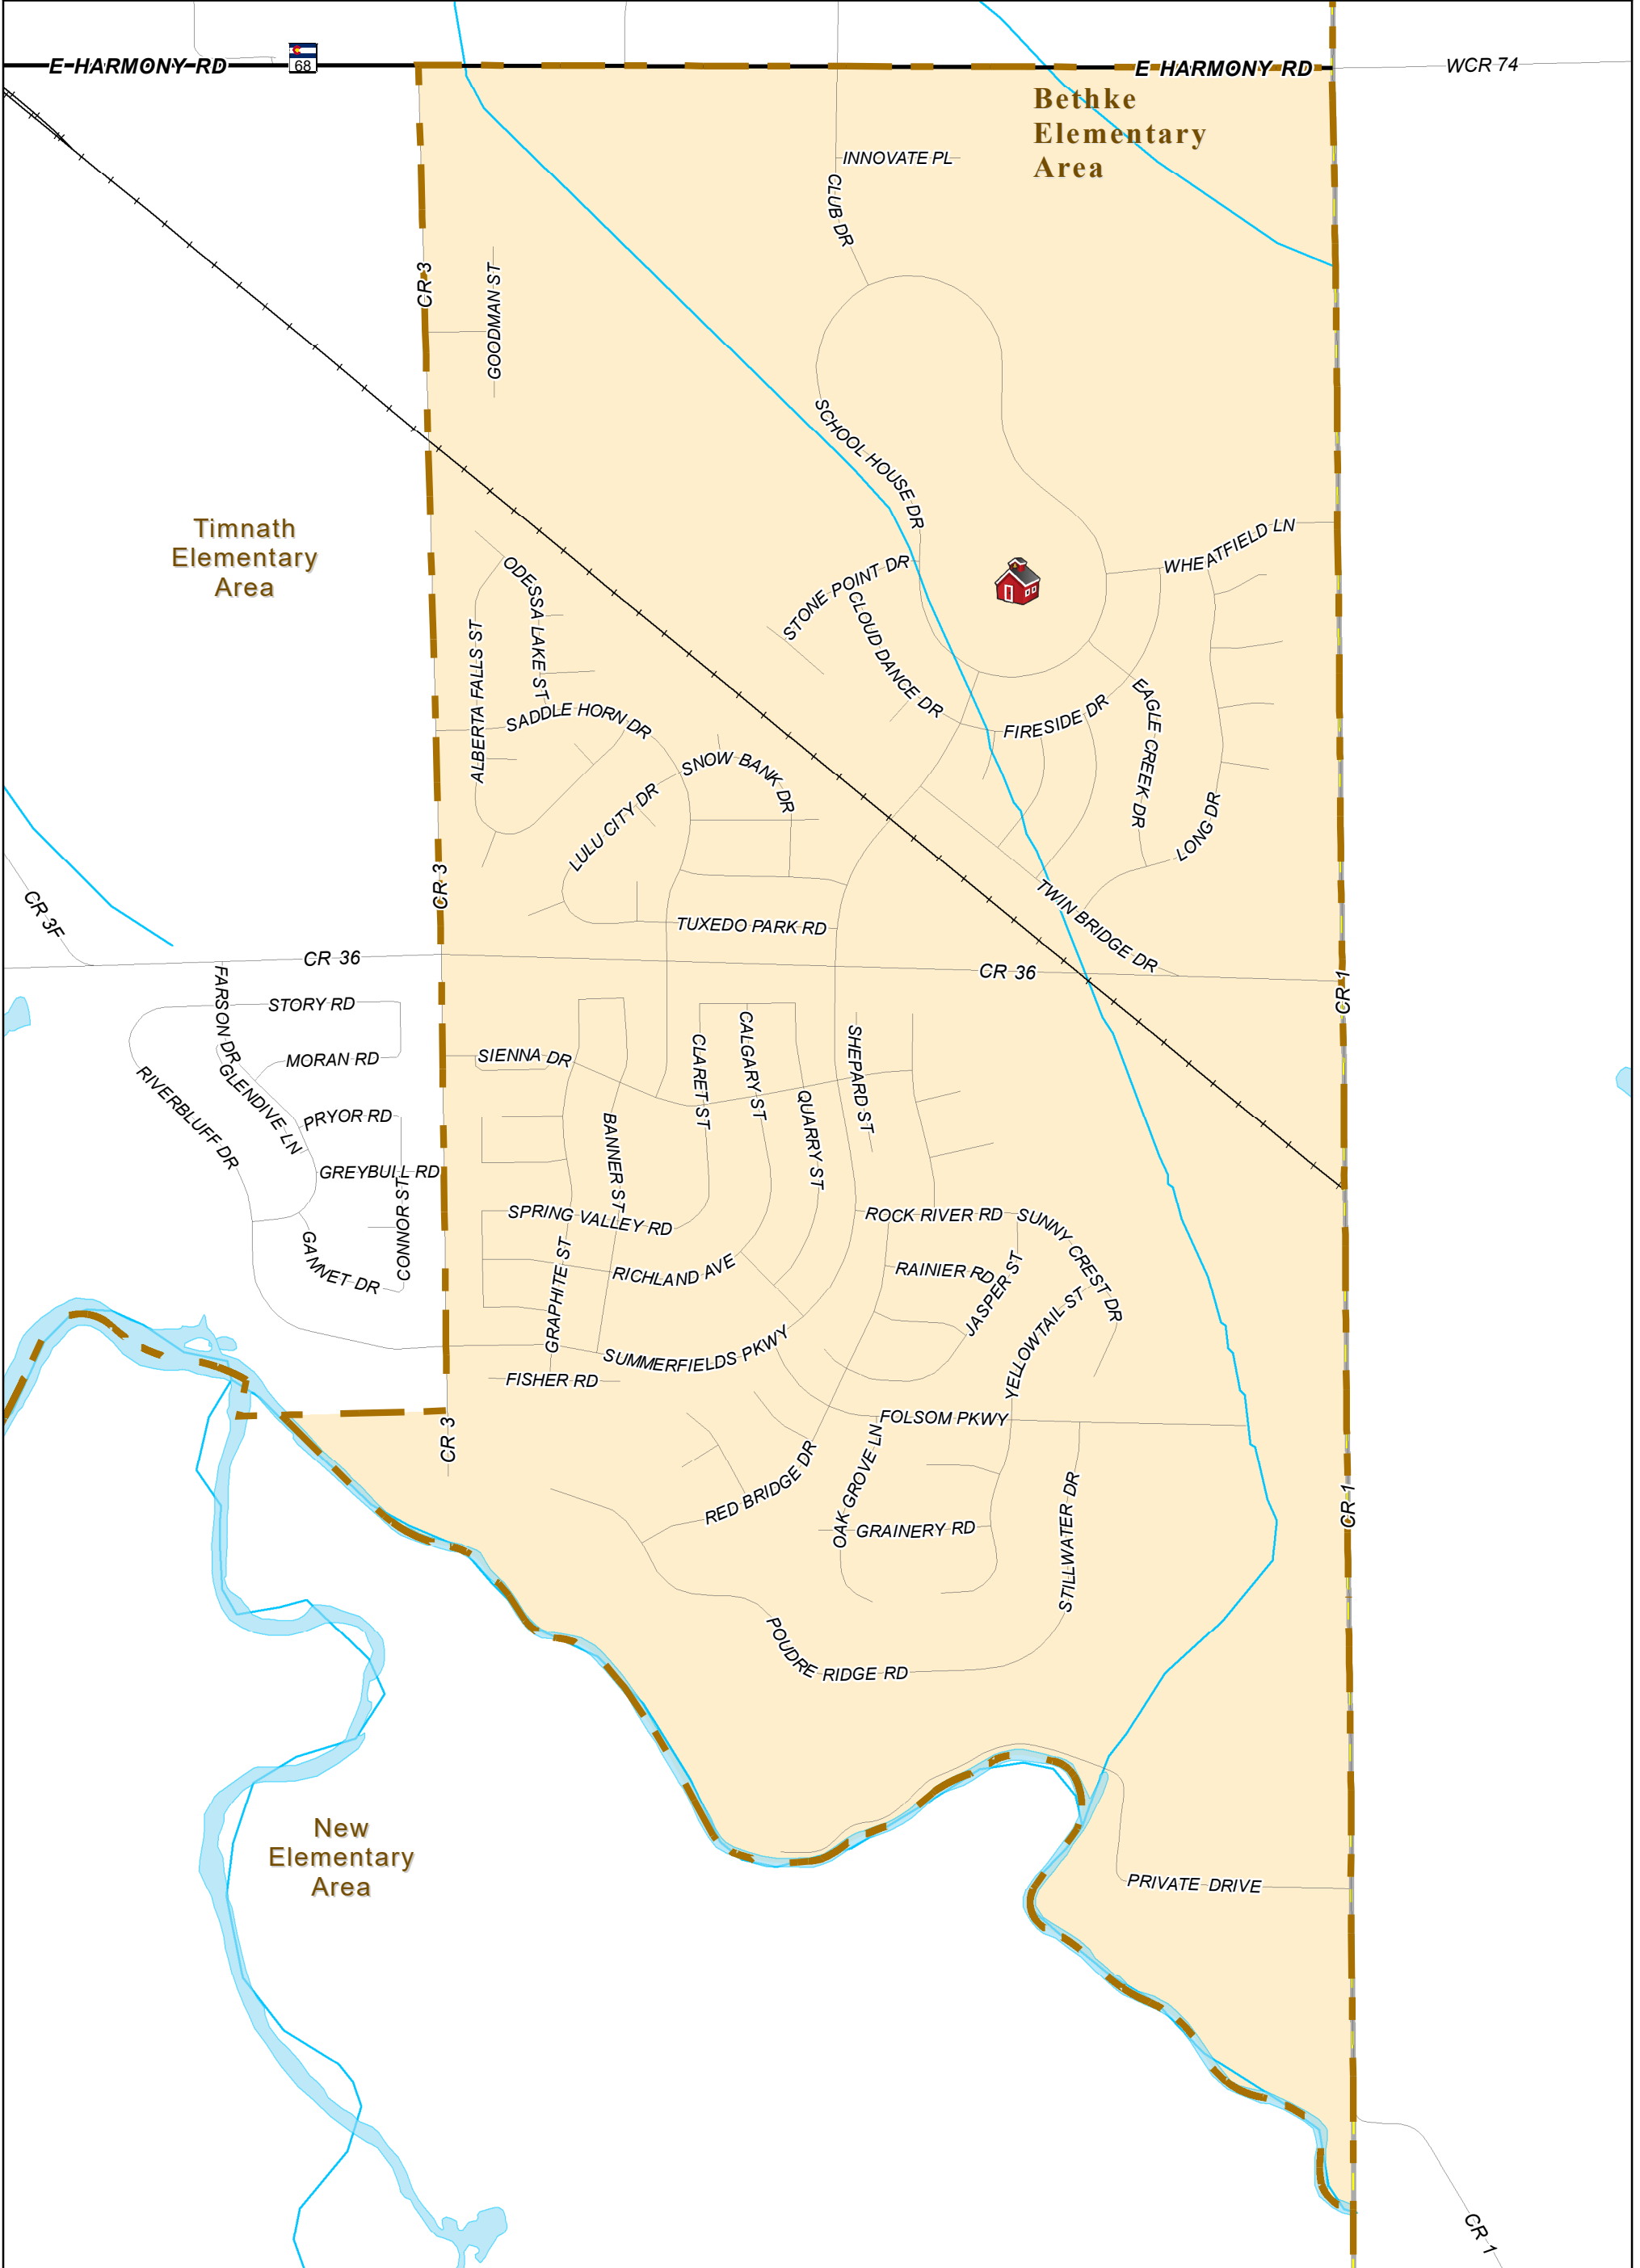 E HARMONY RD
68
E HARMONY RD
WCR 74
Bethke
Elementary
Area
INNOVATE PL
CLUB DR
CR 3
GOODMAN ST
SCHOOL HOUSE DR
Timnath
Elementary
Area
WHEATFIELD LN
ODESSA LAKE ST
STONE POINT DR
CLOUD DANCE DR
ALBERTA FALLS ST
SADDLE HORN DR
FIRESIDE DR
EAGLE CREEK DR
SNOW BANK DR
LULU CITY DR
LONG DR
CR 3
CR 3F
TUXEDO PARK RD
TWIN BRIDGE DR
CR 36
CR 36
CR 1
FARSON DR
STORY RD
MORAN RD
SIENNA DR
CLARET ST
CALGARY ST
SHEPARD ST
RIVERBLUFF DR
GLENDIVE LN
PRYOR RD
BANNER ST
QUARRY ST
GREYBULL RD
CONNOR ST
SPRING VALLEY RD
ROCK RIVER RD
SUNNY CREST DR
GANNET DR
GRAPHITE ST
RICHLAND AVE
RAINIER RD
JASPER ST
YELLOWTAIL ST
SUMMERFIELDS PKWY
FISHER RD
CR 3
FOLSOM PKWY
RED BRIDGE DR
OAK GROVE LN
GRAINERY RD
STILLWATER DR
CR 1
POUDRE RIDGE RD
New
Elementary
Area
PRIVATE DRIVE
CR 1